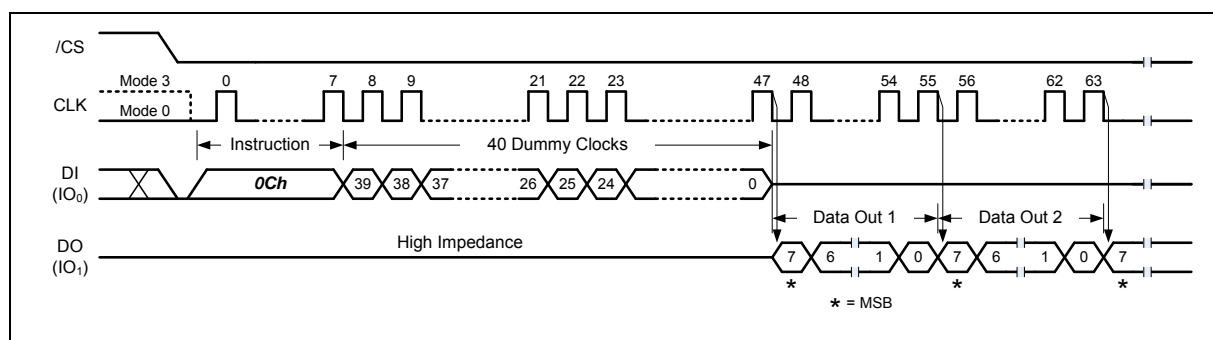 /CS
Mode 3 0 7 8 9 21 22 23 47 48 54 55 56 62 63
CLK
Mode 0
Instruction 40 Dummy Clocks
DI
(IO₀)
0Ch 39 38 37 26 25 24 0
Data Out 1 Data Out 2
High Impedance
DO
(IO₁)
7 6 1 0 7 6 1 0 7
* * *
* = MSB